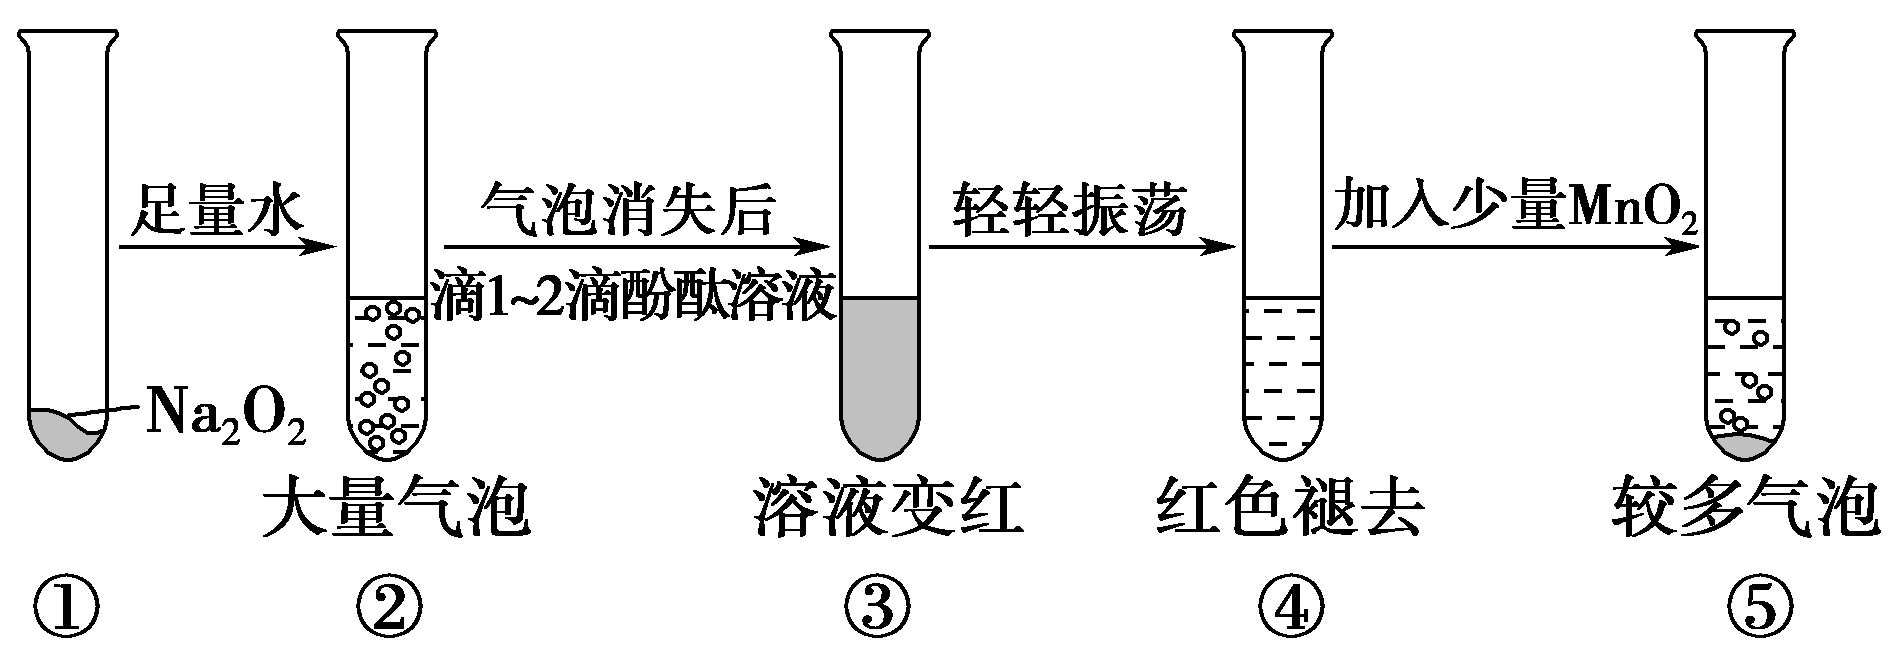 足量水
气泡消失后
滴1~2滴酚酞溶液
轻轻振荡
加入少量MnO₂
Na₂O₂
大量气泡
溶液变红
红色褪去
较多气泡
① ② ③ ④ ⑤